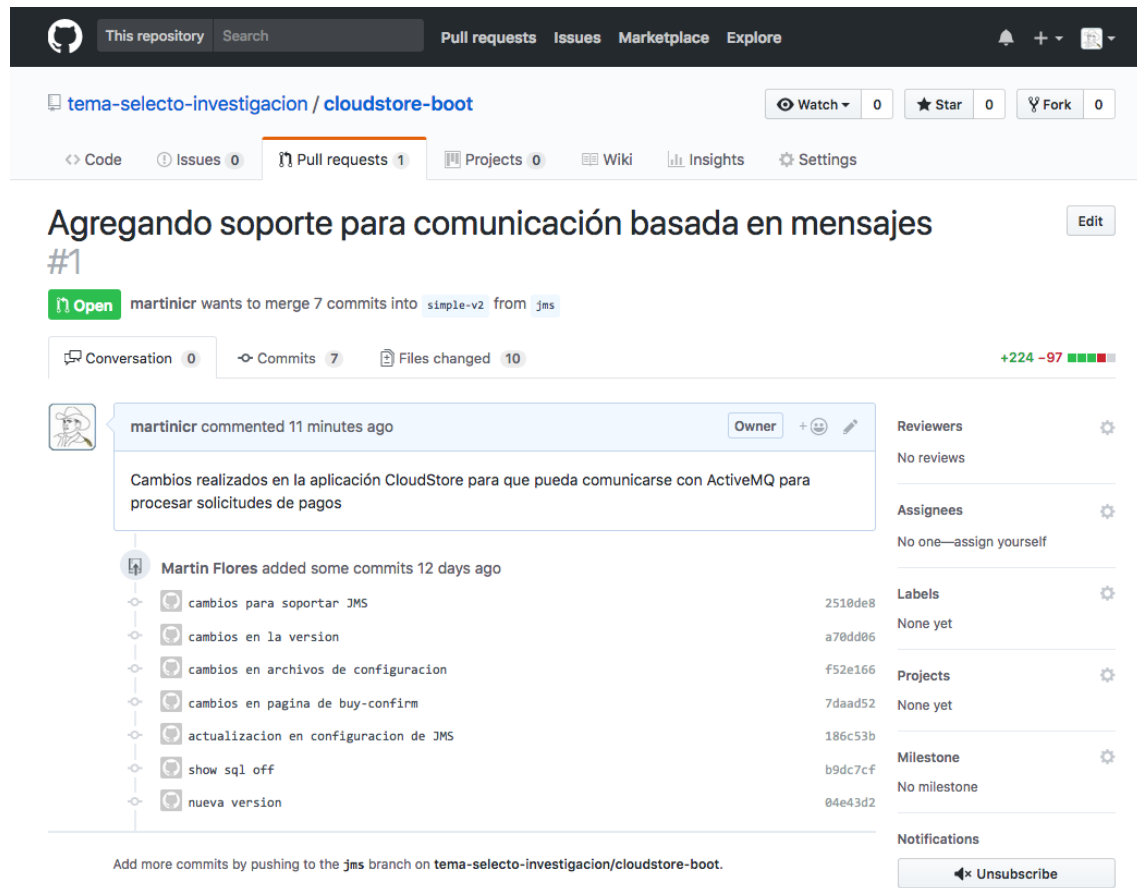 This repository Search Pull requests Issues Marketplace Explore
tema-selecto-investigacion / cloudstore-boot Watch 0 Star 0 Fork 0
Code Issues 0 Pull requests 1 Projects 0 Wiki Insights Settings
Agregando soporte para comunicación basada en mensajes Edit
#1
Open martinicr wants to merge 7 commits into simple-v2 from jms
Conversation 0 Commits 7 Files changed 10 +224 −97
martinicr commented 11 minutes ago Owner
Cambios realizados en la aplicación CloudStore para que pueda comunicarse con ActiveMQ para
procesar solicitudes de pagos
Martin Flores added some commits 12 days ago
cambios para soportar JMS 2510de8
cambios en la version a70dd06
cambios en archivos de configuracion f52e166
cambios en pagina de buy-confirm 7daad52
actualizacion en configuracion de JMS 186c53b
show sql off b9dc7cf
nueva version 04e43d2
Add more commits by pushing to the jms branch on tema-selecto-investigacion/cloudstore-boot.
Reviewers
No reviews
Assignees
No one—assign yourself
Labels
None yet
Projects
None yet
Milestone
No milestone
Notifications
Unsubscribe